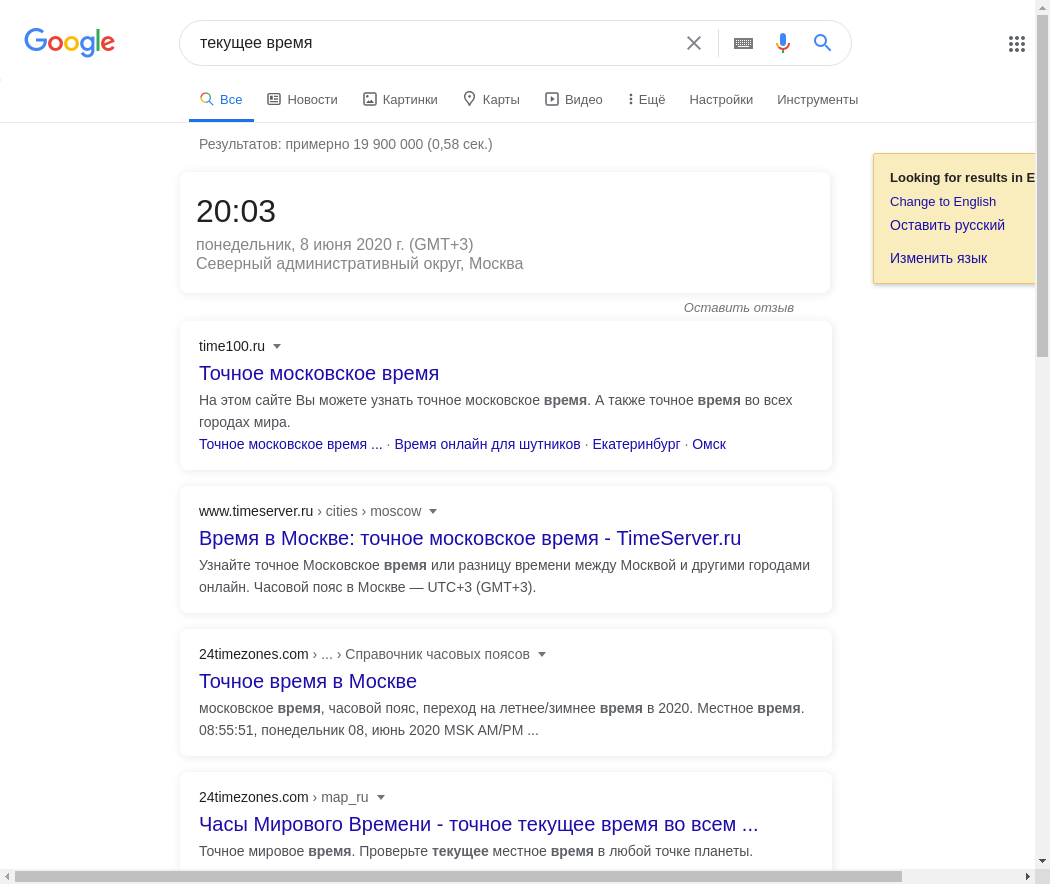 Google
текущее время
Все
Новости
Картинки
Карты
Видео
Ещё
Настройки
Инструменты
Результатов: примерно 19 900 000 (0,58 сек.)
20:03
понедельник, 8 июня 2020 г. (GMT+3)
Северный административный округ, Москва
Looking for results in E
Change to English
Оставить русский
Изменить язык
Оставить отзыв
time100.ru
Точное московское время
На этом сайте Вы можете узнать точное московское время. А также точное время во всех
городах мира.
Точное московское время ... · Время онлайн для шутников · Екатеринбург · Омск
www.timeserver.ru › cities › moscow
Время в Москве: точное московское время - TimeServer.ru
Узнайте точное Московское время или разницу времени между Москвой и другими городами
онлайн. Часовой пояс в Москве — UTC+3 (GMT+3).
24timezones.com › ... › Справочник часовых поясов
Точное время в Москве
московское время, часовой пояс, переход на летнее/зимнее время в 2020. Местное время.
08:55:51, понедельник 08, июнь 2020 MSK AM/PM ...
24timezones.com › map_ru
Часы Мирового Времени - точное текущее время во всем ...
Точное мировое время. Проверьте текущее местное время в любой точке планеты.